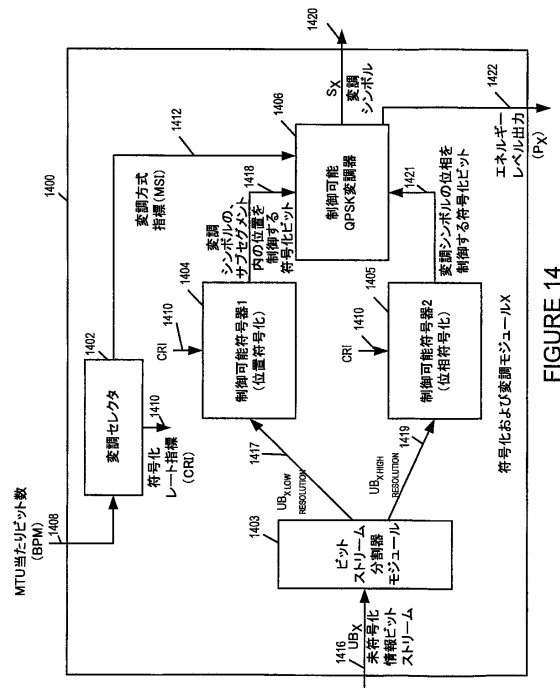 1400
MTU当たりビット数
(BPM)
1408
1402
変調セレクタ
1410
符号化
レート指標
(CRI)
変調方式
指標(MSI)
1412
1416
UBX
未符号化
情報ビット
ストリーム
1403
ビット
ストリーム
分割器
モジュール
1417
UBX LOW
RESOLUTION
1419
UBX HIGH
RESOLUTION
CRI
1410
1404
制御可能符号器1
(位置符号化)
変調
シンボルの、
サブセグメント
内の位置を
制御する
符号化ビット
1418
CRI
1410
1405
制御可能符号器2
(位相符号化)
1421
変調シンボルの位相を
制御する符号化ビット
1406
制御可能
QPSK変調器
1420
SX
変調
シンボル
1422
エネルギー
レベル出力
(PX)
符号化および変調モジュールX
FIGURE 14